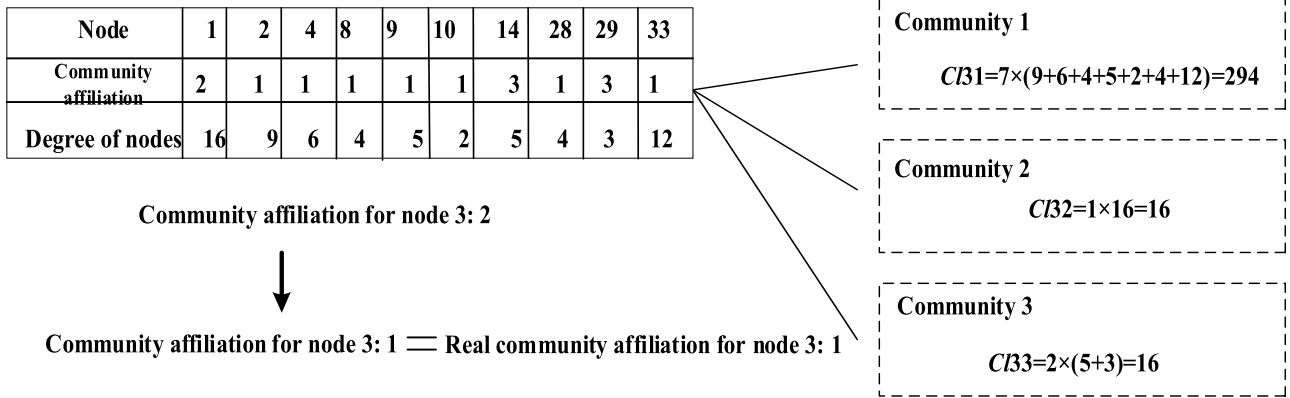 Node 1 2 4 8 9 10 14 28 29 33
Community affiliation 2 1 1 1 1 1 3 1 3 1
Degree of nodes 16 9 6 4 5 2 5 4 3 12
Community affiliation for node 3: 2
Community affiliation for node 3: 1 = Real community affiliation for node 3: 1
Community 1
Cl31=7×(9+6+4+5+2+4+12)=294
Community 2
Cl32=1×16=16
Community 3
Cl33=2×(5+3)=16